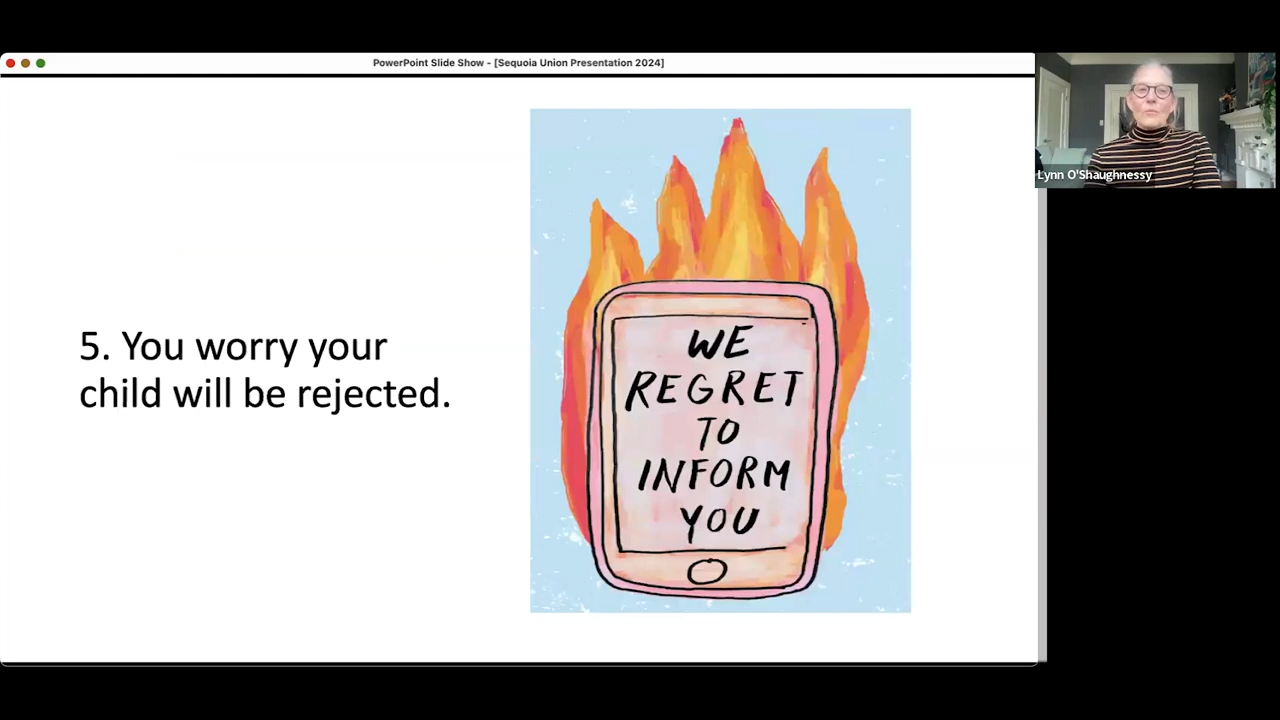 PowerPoint Slide Show - [Sequoia Union Presentation 2024]
Lynn O'Shaughnessy
5. You worry your
child will be rejected.
WE
REGRET
TO
INFORM
YOU